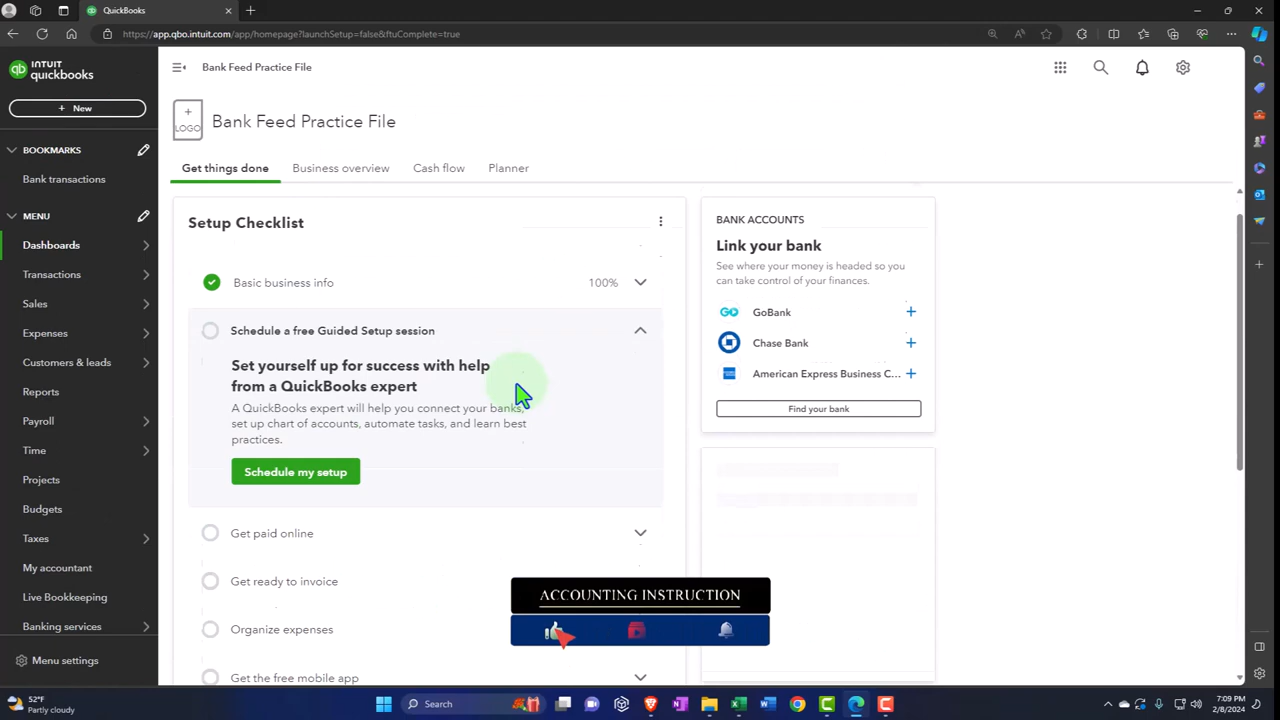 QuickBooks
https://app.qbo.intuit.com/app/homepage?launchSetup=false&ftuComplete=true
INTUIT
quickbooks
Bank Feed Practice File
+ New
+
LOGO
Bank Feed Practice File
BOOKMARKS
Bank transactions
MENU
Dashboards
Transactions
Sales
Expenses
Customers & leads
Reports
Payroll
Time
Projects
Budgets
Taxes
My accountant
Live Bookkeeping
Banking services
Menu settings
Get things done
Business overview
Cash flow
Planner
Setup Checklist
Basic business info
100%
Schedule a free Guided Setup session
Set yourself up for success with help
from a QuickBooks expert
A QuickBooks expert will help you connect your banks,
set up chart of accounts, automate tasks, and learn best
practices.
Schedule my setup
Get paid online
Get ready to invoice
Organize expenses
Get the free mobile app
BANK ACCOUNTS
Link your bank
See where your money is headed so you
can take control of your finances.
GoBank
Chase Bank
American Express Business C...
Find your bank
ACCOUNTING INSTRUCTION
52°F
Partly cloudy
Search
7:09 PM
2/8/2024